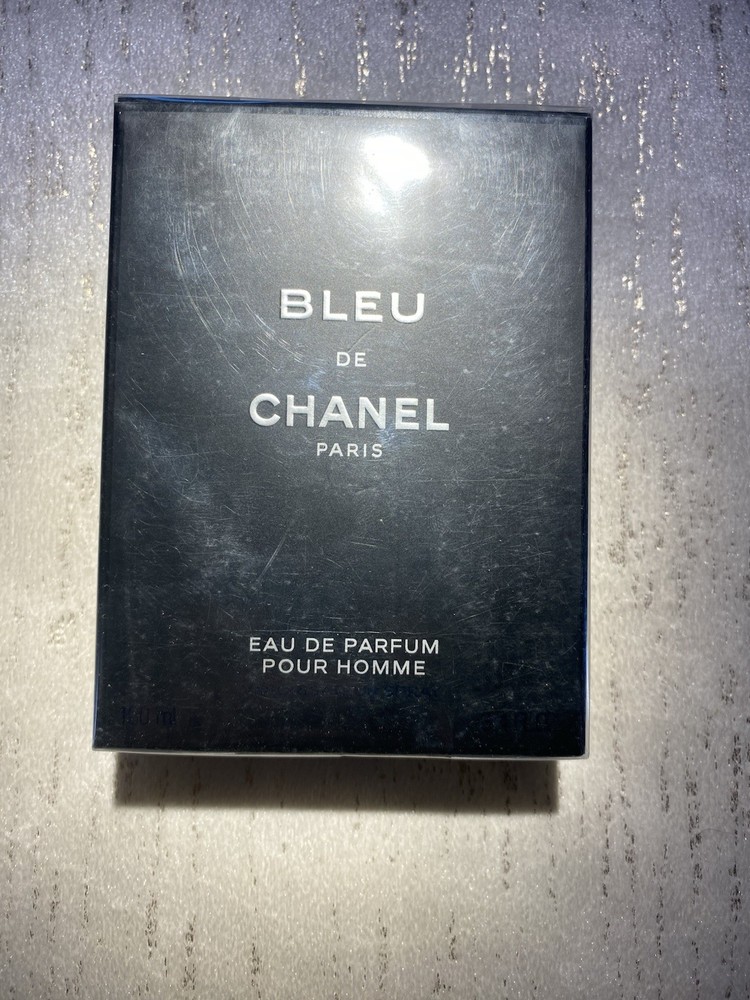 BLEU
DE
CHANEL
PARIS
EAU DE PARFUM
POUR HOMME